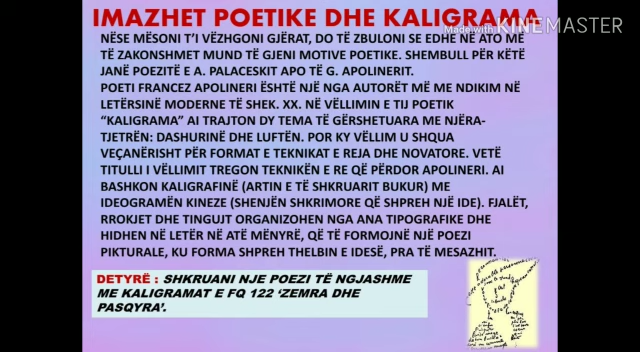 IMAZHET POETIKE DHE KALIGRAMA
Made with KINEMASTER
NËSE MËSONI T'I VËZHGONI GJËRAT, DO TË ZBULONI SE EDHE NË ATO MË
TË ZAKONSHMET MUND TË GJENI MOTIVE POETIKE. SHEMBULL PËR KËTË
JANË POEZITË E A. PALACESKIT APO TË G. APOLINERIT.
POETI FRANCEZ APOLINERI ËSHTË NJË NGA AUTORËT MË ME NDIKIM NË
LETËRSINË MODERNE TË SHEK. XX. NË VËLLIMIN E TIJ POETIK
“KALIGRAMA” AI TRAJTON DY TEMA TË GËRSHETUARA ME NJËRA-
TJETRËN: DASHURINË DHE LUFTËN. POR KY VËLLIM U SHQUA
VEÇANËRISHT PËR FORMAT E TEKNIKAT E REJA DHE NOVATORE. VETË
TITULLI I VËLLIMIT TREGON TEKNIKËN E RE QË PËRDOR APOLINERI. AI
BASHKON KALIGRAFINË (ARTIN E TË SHKRUARIT BUKUR) ME
IDEOGRAMËN KINEZE (SHENJËN SHKRIMORE QË SHPREH NJË IDE). FJALËT,
RROKJET DHE TINGUJT ORGANIZOHEN NGA ANA TIPOGRAFIKE DHE
HIDHEN NË LETËR NË ATË MËNYRË, QË TË FORMOJNË NJË POEZI
PIKTURALE, KU FORMA SHPREH THELBIN E IDESË, PRA TË MESAZHIT.
DETYRË : SHKRUANI NJE POEZI TË NGJASHME
ME KALIGRAMAT E FQ 122 ‘ZEMRA DHE
PASQYRA’.